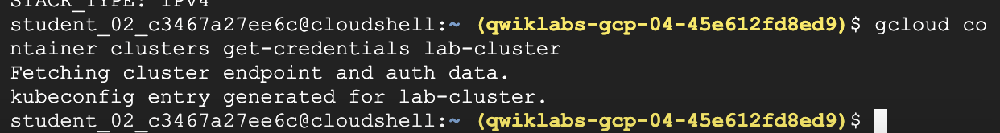 STACK_TYPE: IPV4
student_02_c3467a27ee6c@cloudshell:~ (qwiklabs-gcp-04-45e612fd8ed9)$ gcloud co
ntainer clusters get-credentials lab-cluster
Fetching cluster endpoint and auth data.
kubeconfig entry generated for lab-cluster.
student_02_c3467a27ee6c@cloudshell:~ (qwiklabs-gcp-04-45e612fd8ed9)$